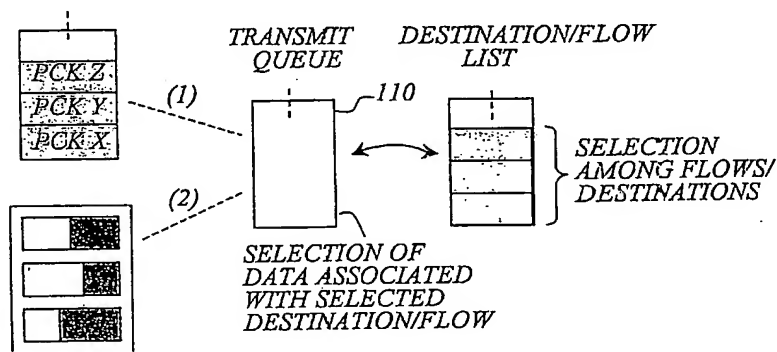 PCK Z
PCK Y
PCK X
(1)
(2)
TRANSMIT
QUEUE
110
DESTINATION/FLOW
LIST
SELECTION
AMONG FLOWS/
DESTINATIONS
SELECTION OF
DATA ASSOCIATED
WITH SELECTED
DESTINATION/FLOW